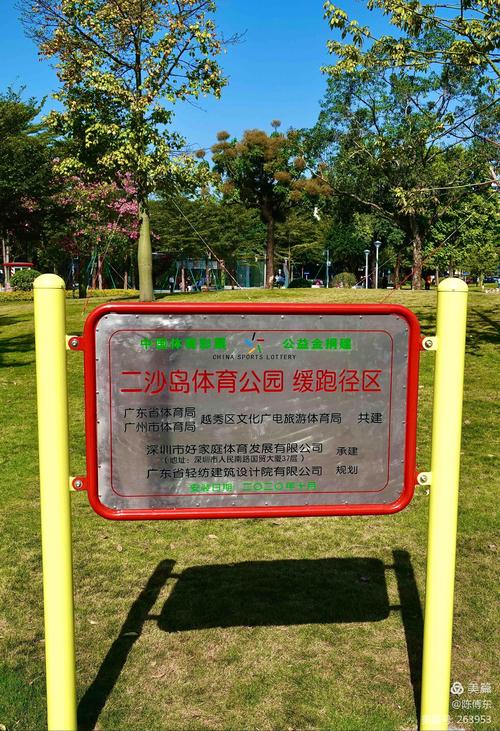 中国体育彩票 公益金捐建
CHINA SPORTS LOTTERY
二沙岛体育公园 缓跑径区
广东省体育局
广州市体育局 越秀区文化广电旅游体育局 共建
深圳市好家庭体育发展有限公司 承建
(地址:深圳市人民南路国贸大厦37层)
广东省轻纺建筑设计院有限公司 规划
安装日期 二〇二〇年十月
美篇
@陈傅东
263953